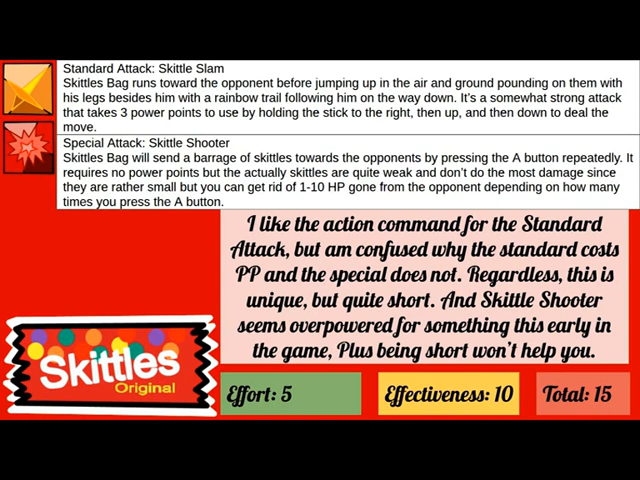 Standard Attack: Skittle Slam
Skittles Bag runs toward the opponent before jumping up in the air and ground pounding on them with
his legs besides him with a rainbow trail following him on the way down. It's a somewhat strong attack
that takes 3 power points to use by holding the stick to the right, then up, and then down to deal the
move.
Special Attack: Skittle Shooter
Skittles Bag will send a barrage of skittles towards the opponents by pressing the A button repeatedly. It
requires no power points but the actually skittles are quite weak and don't do the most damage since
they are rather small but you can get rid of 1-10 HP gone from the opponent depending on how many
times you press the A button.
I like the action command for the Standard
Attack, but am confused why the standard costs
PP and the special does not. Regardless, this is
unique, but quite short. And Skittle Shooter
seems overpowered for something this early in
the game, Plus being short won't help you.
Skittles
Original
Effort: 5
Effectiveness: 10
Total: 15